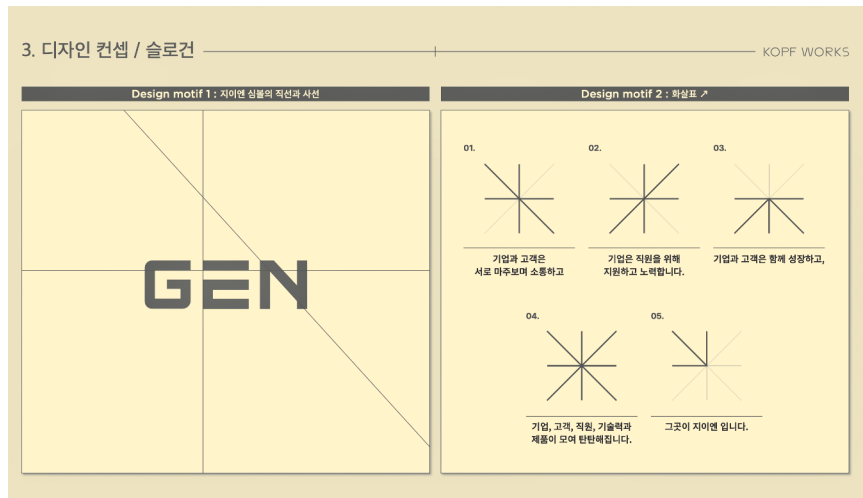 3. 디자인 컨셉 / 슬로건
KOPF WORKS
Design motif 1 : 지이엔 심볼의 직선과 사선
GEN
Design motif 2 : 화살표 ↗
01.
기업과 고객은
서로 마주보며 소통하고
02.
기업은 직원을 위해
지원하고 노력합니다.
03.
기업과 고객은 함께 성장하고,
04.
기업, 고객, 직원, 기술력과
제품이 모여 탄탄해집니다.
05.
그곳이 지이엔 입니다.